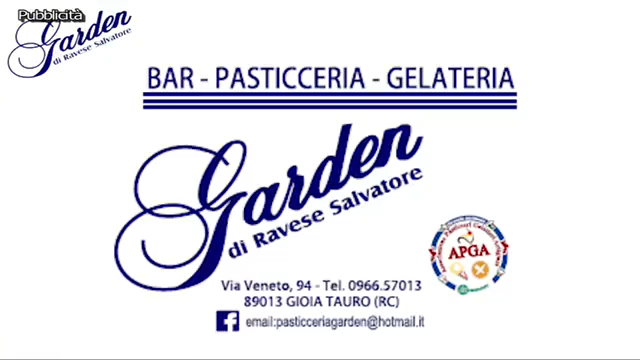 Pubblicità
Garden
di Ravese Salvatore
BAR - PASTICCERIA - GELATERIA
Garden
di Ravese Salvatore
APGA
Via Veneto, 94 - Tel. 0966.57013
89013 GIOIA TAURO (RC)
f email:pasticceriagarden@hotmail.it